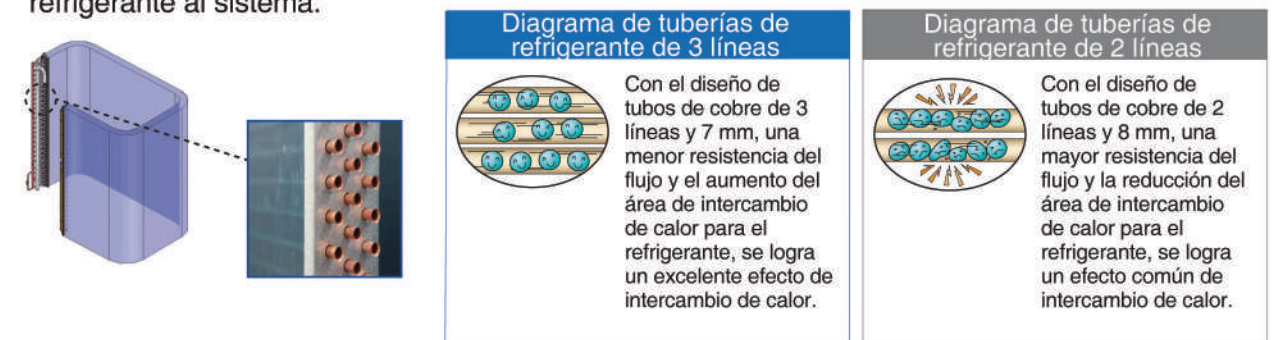 refrigerante al sistema.
Diagrama de tuberías de
refrigerante de 3 líneas
Con el diseño de
tubos de cobre de 3
líneas y 7 mm, una
menor resistencia del
flujo y el aumento del
área de intercambio
de calor para el
refrigerante, se logra
un excelente efecto de
intercambio de calor.
Diagrama de tuberías de
refrigerante de 2 líneas
Con el diseño de
tubos de cobre de 2
líneas y 8 mm, una
mayor resistencia del
flujo y la reducción del
área de intercambio
de calor para el
refrigerante, se logra
un efecto común de
intercambio de calor.